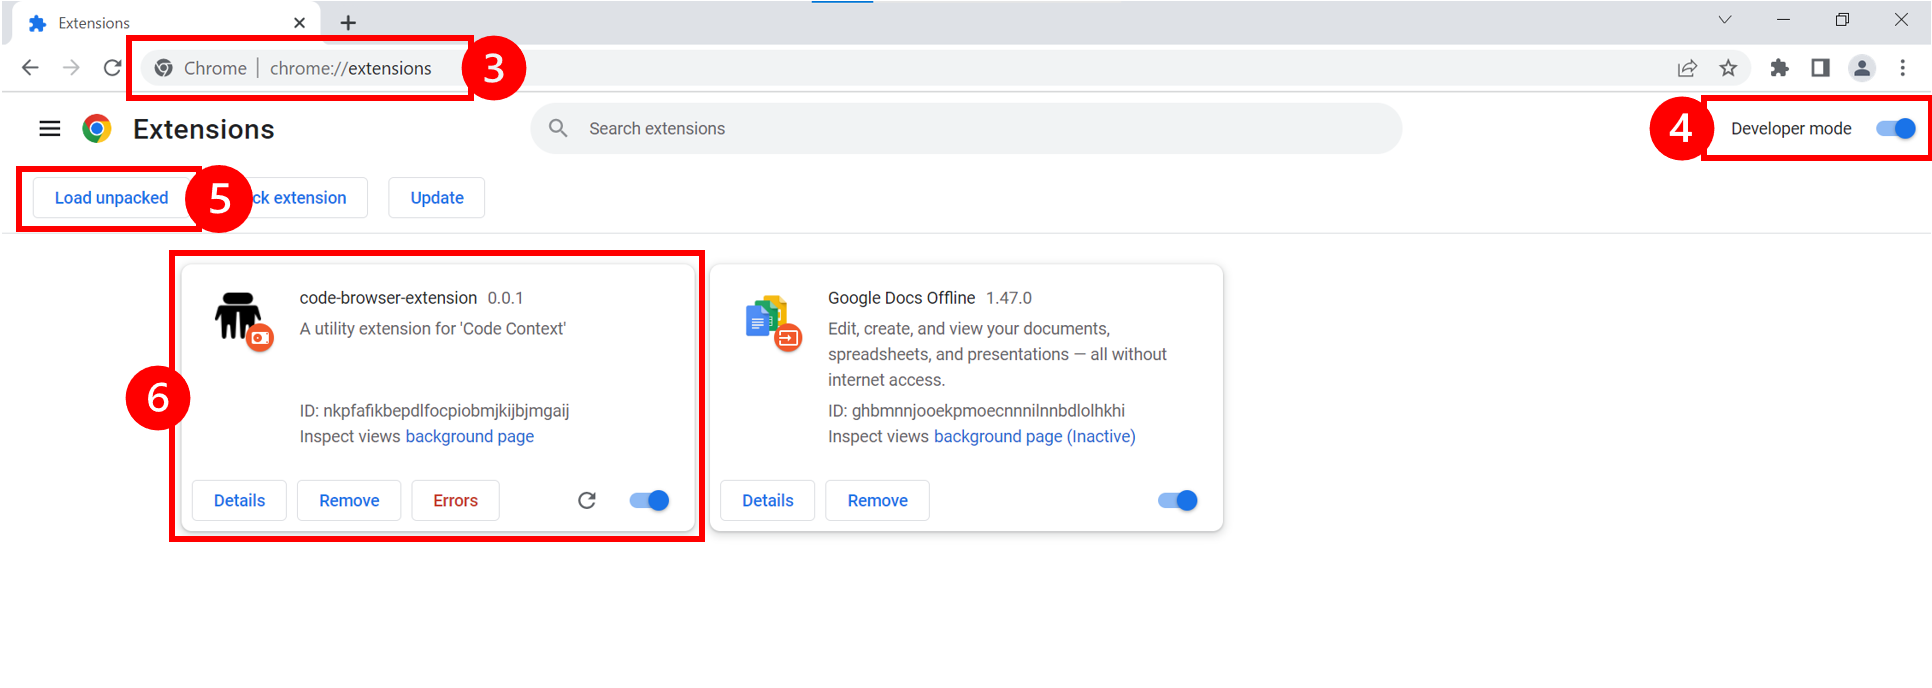 Extensions
Chrome | chrome://extensions
3
Extensions
Search extensions
4
Developer mode
Load unpacked
5
ck extension
Update
6
code-browser-extension 0.0.1
A utility extension for 'Code Context'
ID: nkpfafikbepdlfocpiobmjkijbjmgaij
Inspect views background page
Details
Remove
Errors
Google Docs Offline 1.47.0
Edit, create, and view your documents,
spreadsheets, and presentations — all without
internet access.
ID: ghbmnnjooekpmoecnnnilnnbdlolhkhi
Inspect views background page (Inactive)
Details
Remove